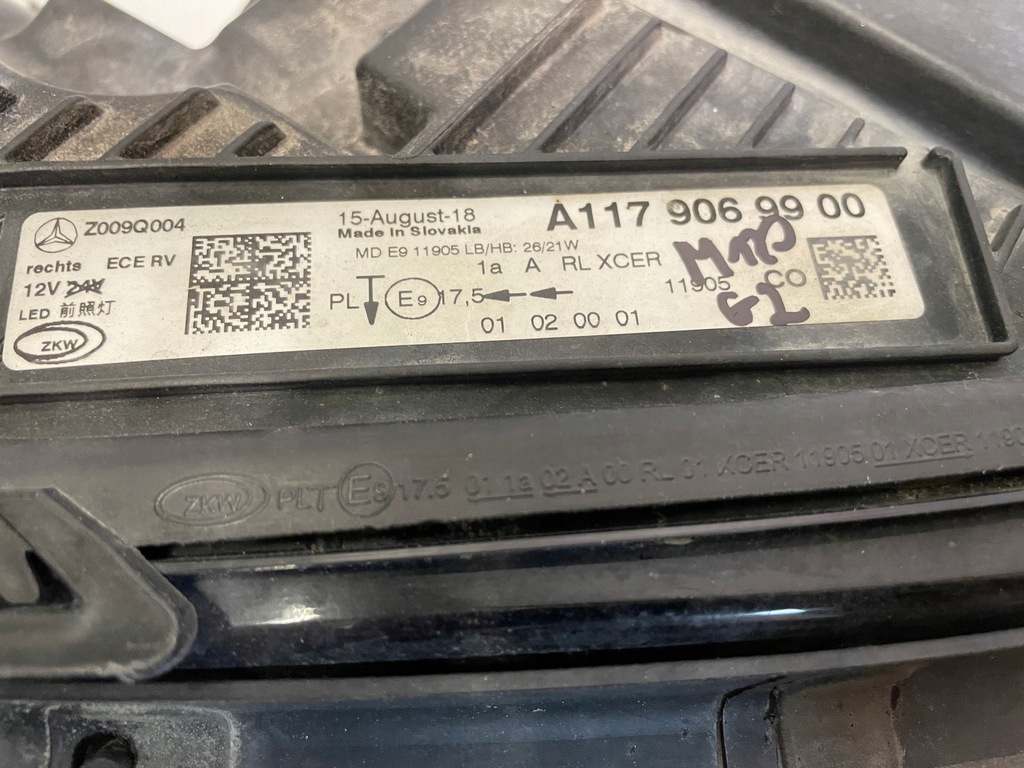 Z009Q004
rechts ECE RV
12V 24V
LED 前照灯
ZKW
15-August-18
Made In Slovakia
A117 906 99 00
MD E9 11905 LB/HB: 26/21W
1a A RL XCER
PL E9 17,5
01 02 00 01
11905 CO
ZKW PLT E9 17.5 01 1a 02 A 00 RL 01 XCER 11905 01 XCER 1190